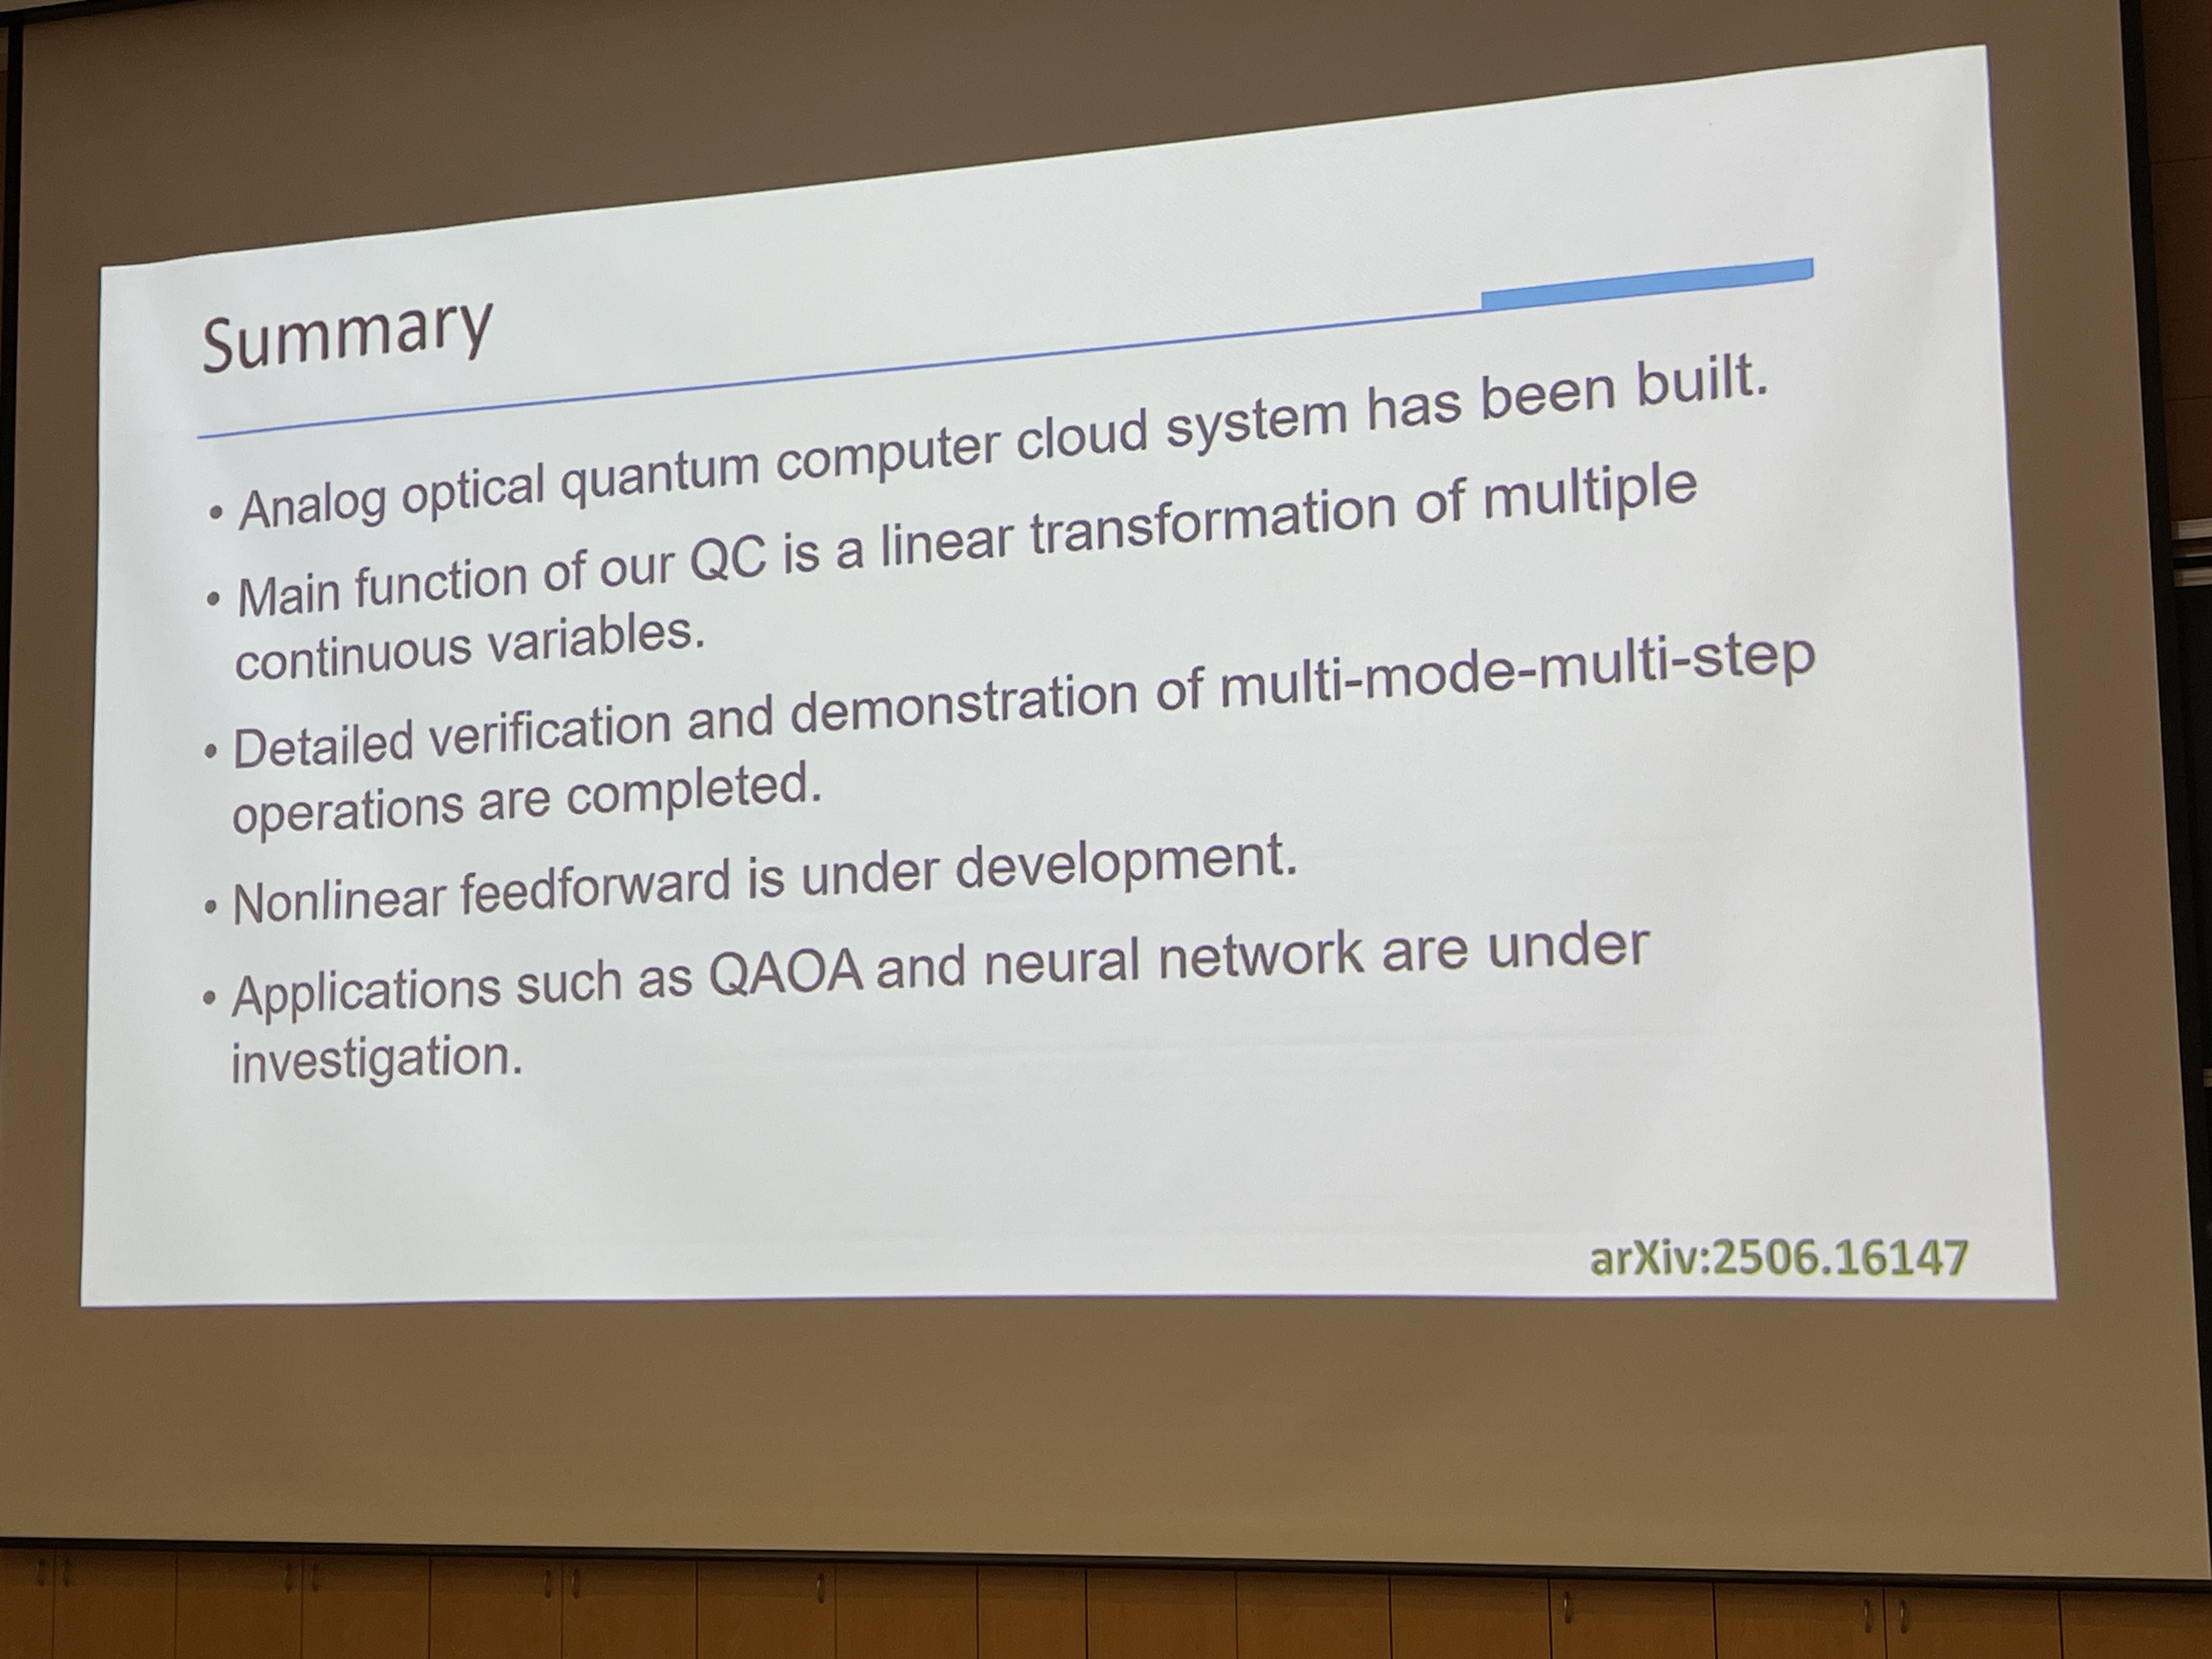 Summary
• Analog optical quantum computer cloud system has been built.
• Main function of our QC is a linear transformation of multiple
continuous variables.
• Detailed verification and demonstration of multi-mode-multi-step
operations are completed.
• Nonlinear feedforward is under development.
• Applications such as QAOA and neural network are under
investigation.
arXiv:2506.16147